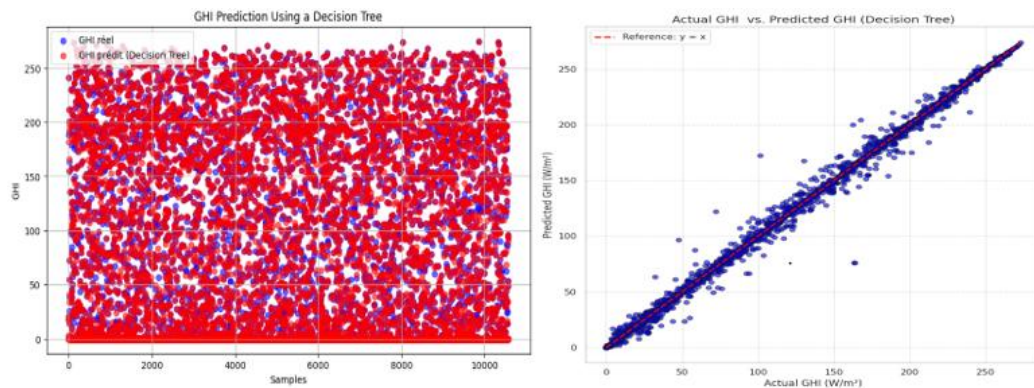 GHI Prediction Using a Decision Tree
GHI réel
GHI prédit (Decision Tree)
GHI
250
200
150
100
50
0
0
2000
4000
6000
8000
10000
Samples
Actual GHI vs. Predicted GHI (Decision Tree)
Reference: y = x
Predicted GHI (W/m²)
250
200
150
100
50
0
0
50
100
150
200
250
Actual GHI (W/m²)